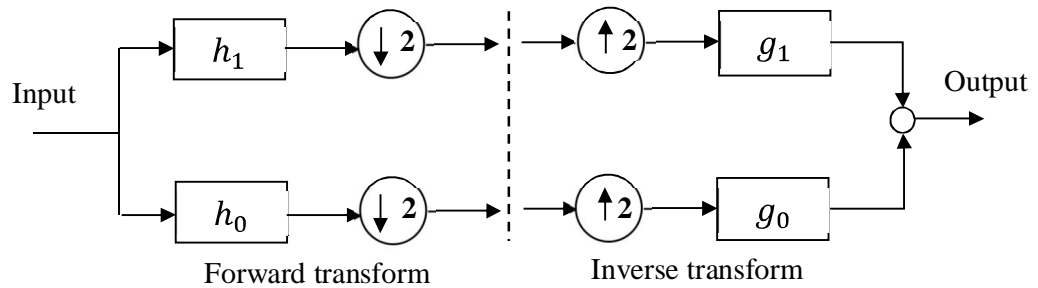 h₁
↓ 2
↑ 2
g₁
Input
Output
h₀
↓ 2
↑ 2
g₀
Forward transform
Inverse transform